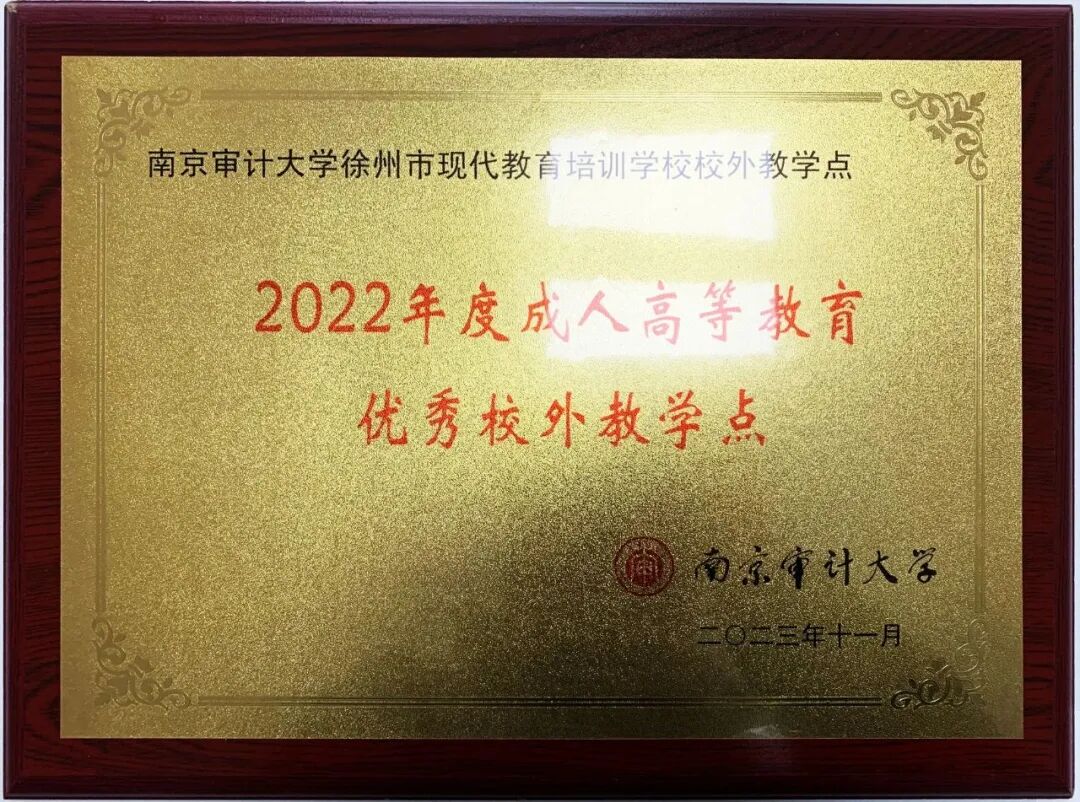 南京审计大学徐州市现代教育培训学校校外教学点
2022年度成人高等教育
优秀校外教学点
南京审计大学
二〇二三年十一月